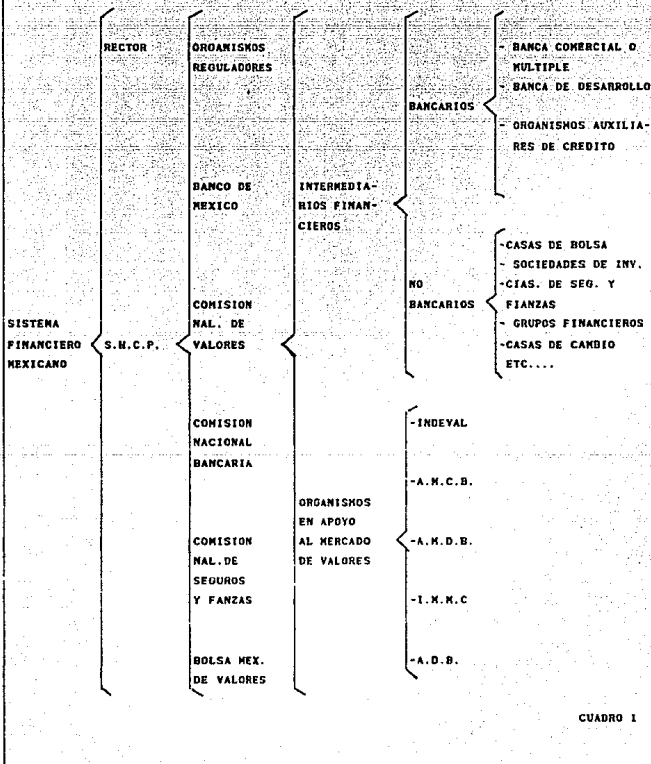 RECTOR
ORGANISMOS
REGULADORES
- BANCA COMERCIAL O
MULTIPLE
- BANCA DE DESARROLLO
BANCARIOS
- ORGANISMOS AUXILIA-
RES DE CREDITO
BANCO DE
MEXICO
INTERMEDIA-
RIOS FINAN-
CIEROS
-CASAS DE BOLSA
- SOCIEDADES DE INV.
NO
BANCARIOS
-CIAS. DE SEG. Y
FIANZAS
- GRUPOS FINANCIEROS
-CASAS DE CAMBIO
ETC....
SISTEMA
FINANCIERO
MEXICANO
S.H.C.P.
COMISION
NAL. DE
VALORES
COMISION
NACIONAL
BANCARIA
-INDEVAL
-A.M.C.B.
ORGANISMOS
EN APOYO
AL MERCADO
DE VALORES
-A.M.D.B.
COMISION
NAL.DE
SEGUROS
Y FANZAS
-I.M.M.C
BOLSA MEX.
DE VALORES
-A.D.B.
CUADRO 1